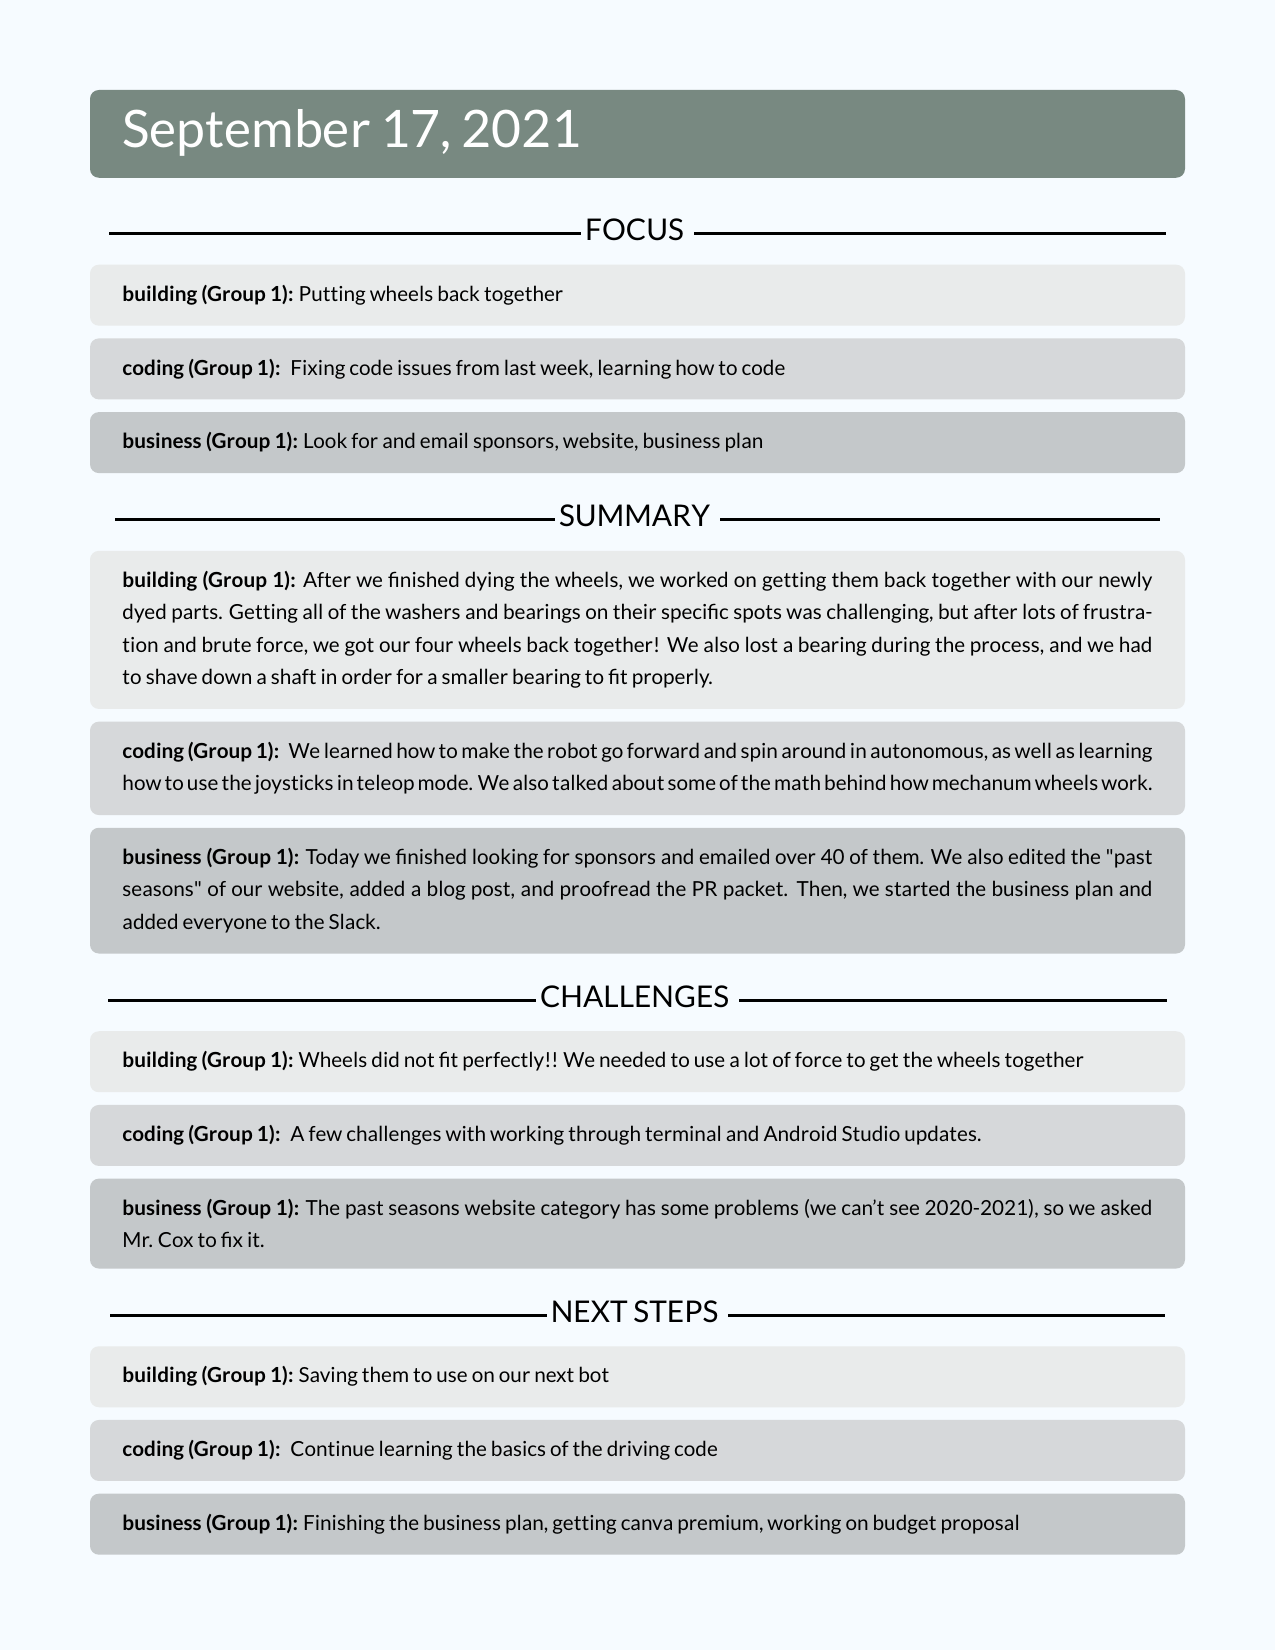 September 17, 2021
FOCUS
building (Group 1): Putting wheels back together
coding (Group 1): Fixing code issues from last week, learning how to code
business (Group 1): Look for and email sponsors, website, business plan
SUMMARY
building (Group 1): After we finished dying the wheels, we worked on getting them back together with our newly
dyed parts. Getting all of the washers and bearings on their specific spots was challenging, but after lots of frustra-
tion and brute force, we got our four wheels back together! We also lost a bearing during the process, and we had
to shave down a shaft in order for a smaller bearing to fit properly.
coding (Group 1): We learned how to make the robot go forward and spin around in autonomous, as well as learning
how to use the joysticks in teleop mode. We also talked about some of the math behind how mechanum wheels work.
business (Group 1): Today we finished looking for sponsors and emailed over 40 of them. We also edited the "past
seasons" of our website, added a blog post, and proofread the PR packet. Then, we started the business plan and
added everyone to the Slack.
CHALLENGES
building (Group 1): Wheels did not fit perfectly!! We needed to use a lot of force to get the wheels together
coding (Group 1): A few challenges with working through terminal and Android Studio updates.
business (Group 1): The past seasons website category has some problems (we can't see 2020-2021), so we asked
Mr. Cox to fix it.
NEXT STEPS
building (Group 1): Saving them to use on our next bot
coding (Group 1): Continue learning the basics of the driving code
business (Group 1): Finishing the business plan, getting canva premium, working on budget proposal